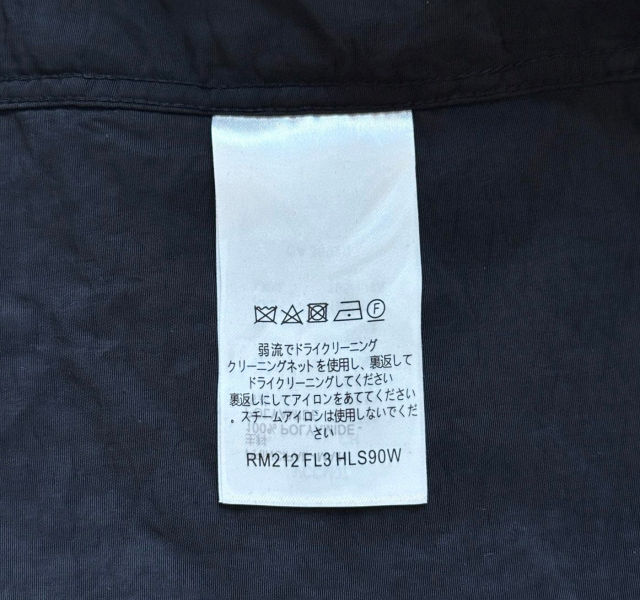 F
弱流でドライクリーニング
クリーニングネットを使用し、裏返して
ドライクリーニングしてください
裏返しにしてアイロンをあててください
。スチームアイロンは使用しないでくだ
さい
100% POLYAMIDE
RM212 FL3 HLS90W